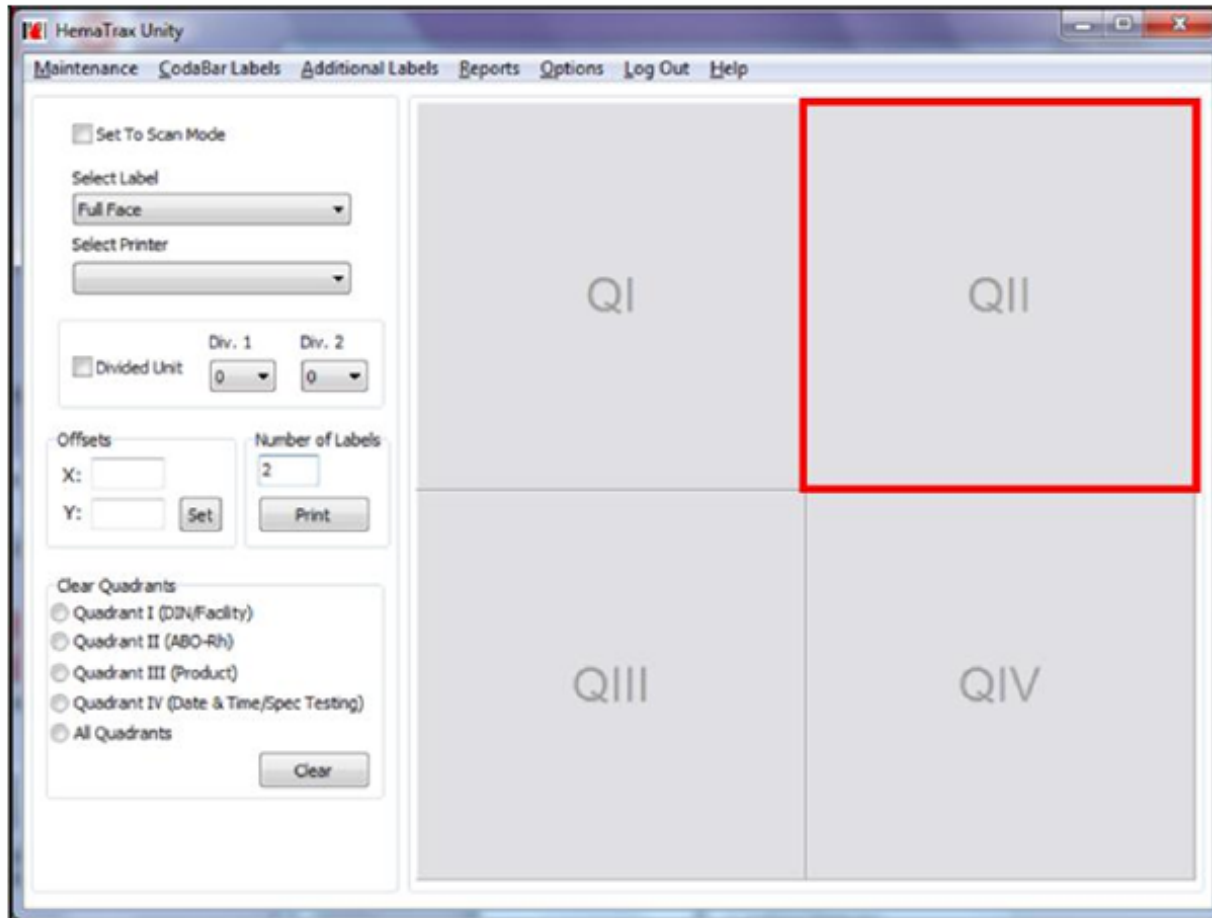 HemaTrax Unity
Maintenance CodaBar Labels Additional Labels Reports Options Log Out Help
Set To Scan Mode
Select Label
Full Face
Select Printer
Divided Unit
Div. 1 Div. 2
0 0
Offsets
X:
Y:
Set
Number of Labels
2
Print
Clear Quadrants
Quadrant I (DIN/Facility)
Quadrant II (ABO-Rh)
Quadrant III (Product)
Quadrant IV (Date & Time/Spec Testing)
All Quadrants
Clear
QI QII
QIII QIV